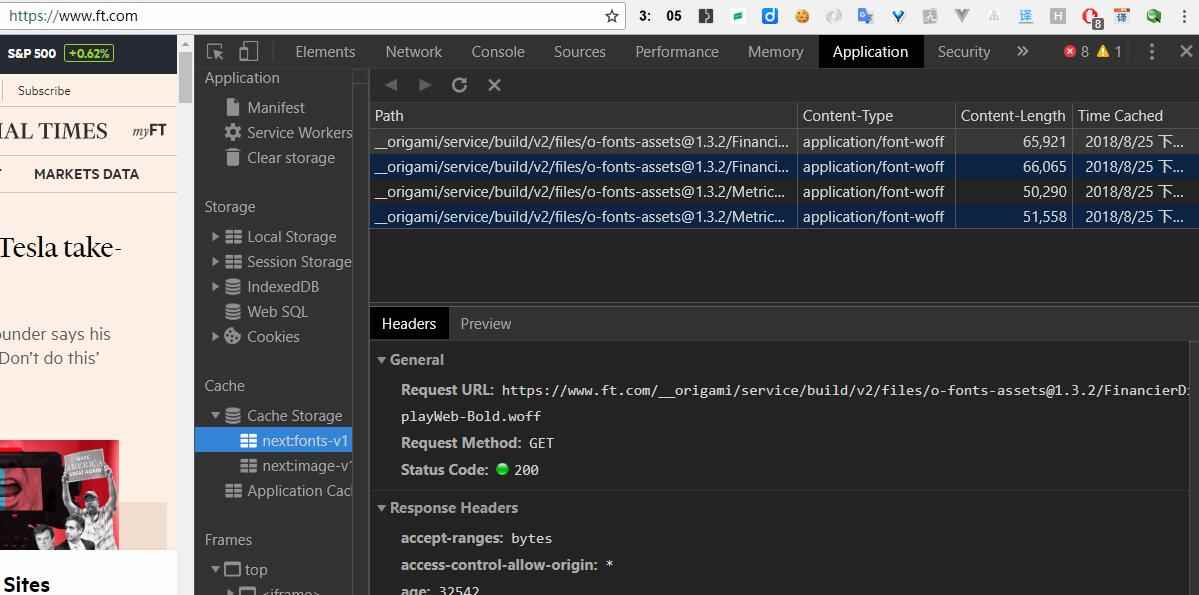 https://www.ft.com
3: 05
8
S&P 500 +0.62%
Subscribe
IAL TIMES myFT
MARKETS DATA
Tesla take-
ounder says his
Don't do this'
MAKE AMERICA GREAT AGAIN
Sites
Elements Network Console Sources Performance Memory Application Security » 8 1
Application
Manifest
Service Workers
Clear storage
Storage
Local Storage
Session Storage
IndexedDB
Web SQL
Cookies
Cache
Cache Storage
next:fonts-v1
next:image-v1
Application Cac
Frames
top
<iframe>
Path Content-Type Content-Length Time Cached
__origami/service/build/v2/files/o-fonts-assets@1.3.2/Financi... application/font-woff 65,921 2018/8/25 下...
__origami/service/build/v2/files/o-fonts-assets@1.3.2/Financi... application/font-woff 66,065 2018/8/25 下...
__origami/service/build/v2/files/o-fonts-assets@1.3.2/Metric... application/font-woff 50,290 2018/8/25 下...
__origami/service/build/v2/files/o-fonts-assets@1.3.2/Metric... application/font-woff 51,558 2018/8/25 下...
Headers Preview
General
Request URL: https://www.ft.com/__origami/service/build/v2/files/o-fonts-assets@1.3.2/FinancierDi
playWeb-Bold.woff
Request Method: GET
Status Code: 200
Response Headers
accept-ranges: bytes
access-control-allow-origin: *
age: 32542